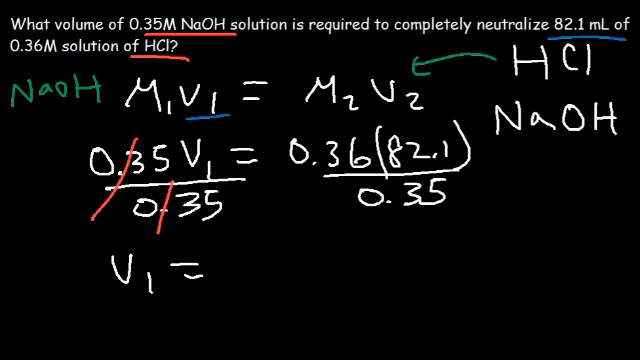 What volume of 0.35M NaOH solution is required to completely neutralize 82.1 mL of
0.36M solution of HCl?
HCl
NaOH M₁V₁ = M₂V₂
NaOH
0.35V₁ = 0.36(82.1)
0.35 0.35
V₁ =